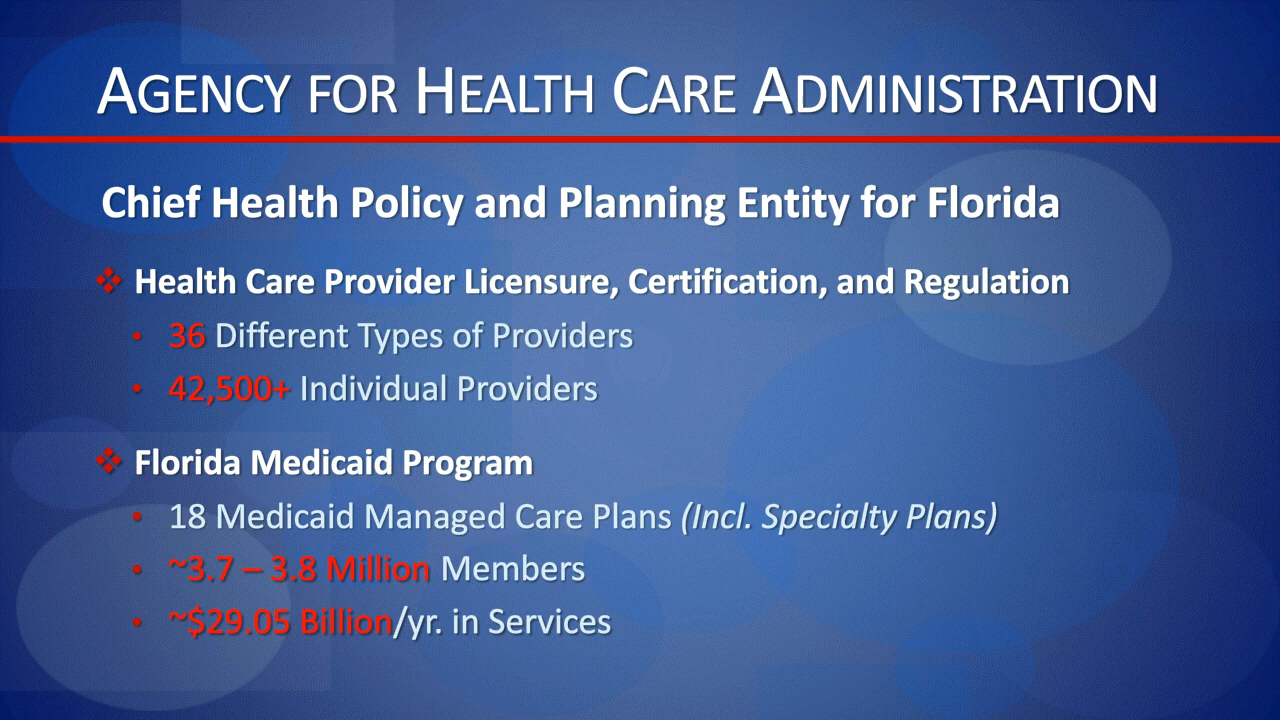 AGENCY FOR HEALTH CARE ADMINISTRATION
Chief Health Policy and Planning Entity for Florida
❖ Health Care Provider Licensure, Certification, and Regulation
• 36 Different Types of Providers
• 42,500+ Individual Providers
❖ Florida Medicaid Program
• 18 Medicaid Managed Care Plans (Incl. Specialty Plans)
• ~3.7 – 3.8 Million Members
• ~$29.05 Billion/yr. in Services